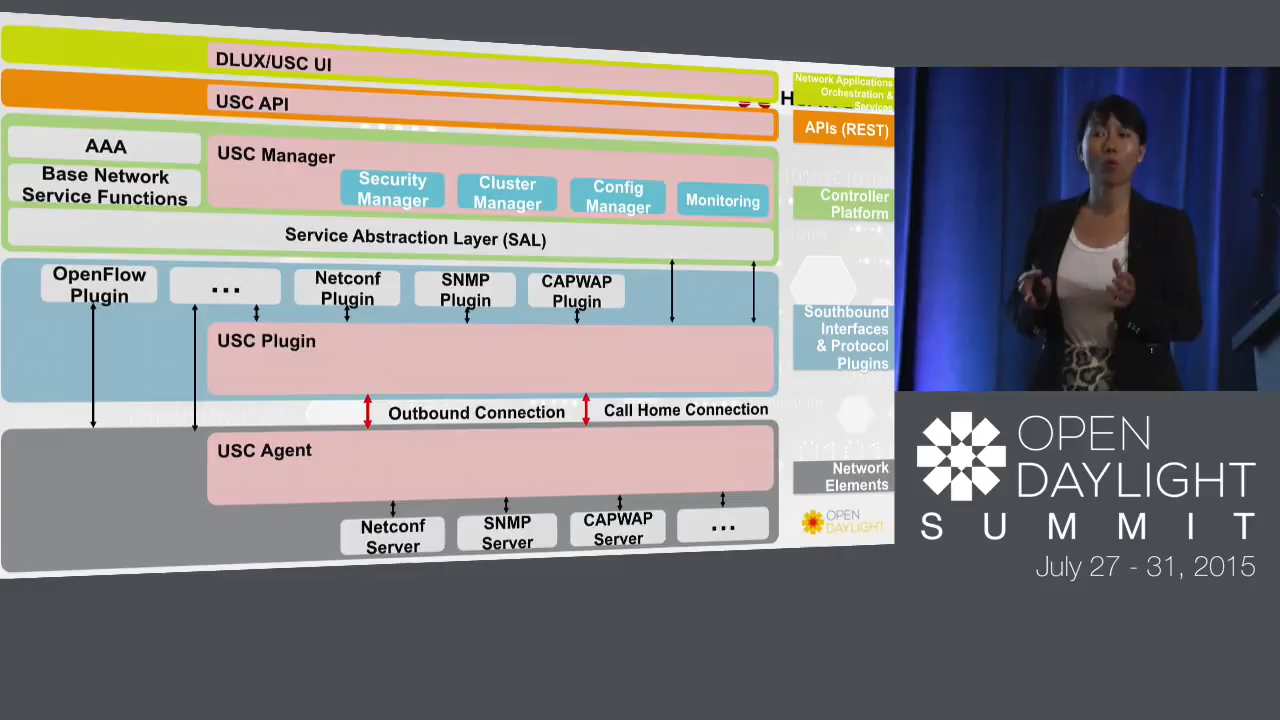 DLUX/USC UI
USC API
AAA
Base Network
Service Functions
USC Manager
Security
Manager
Cluster
Manager
Config
Manager
Monitoring
Service Abstraction Layer (SAL)
OpenFlow
Plugin
...
Netconf
Plugin
SNMP
Plugin
CAPWAP
Plugin
USC Plugin
Outbound Connection
Call Home Connection
USC Agent
Netconf
Server
SNMP
Server
CAPWAP
Server
...
Network Applications
Orchestration &
Services
APIs (REST)
Controller
Platform
Southbound
Interfaces
& Protocol
Plugins
Network
Elements
OPEN
DAYLIGHT
OPEN
DAYLIGHT
SUMMIT
July 27 - 31, 2015